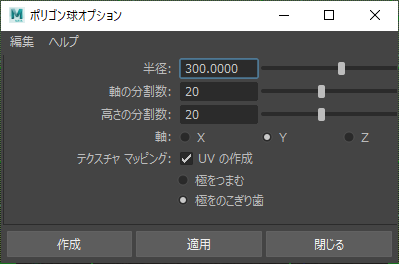 ポリゴン球オプション
編集 ヘルプ
半径: 300.0000
軸の分割数: 20
高さの分割数: 20
軸: X Y Z
テクスチャ マッピング: UV の作成
極をつまむ
極をのこぎり歯
作成 適用 閉じる